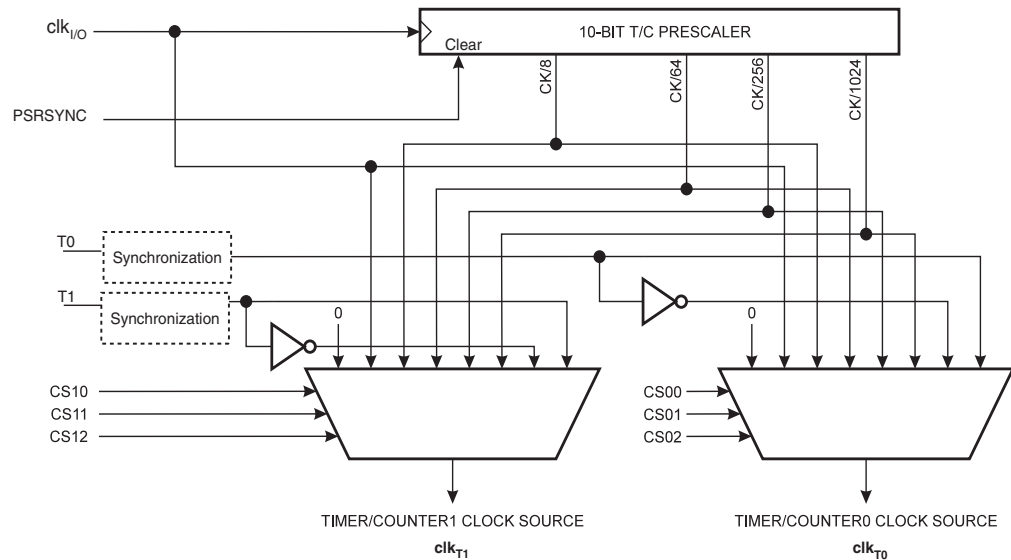 clkI/O
10-BIT T/C PRESCALER
Clear
PSRSYNC
CK/8
CK/64
CK/256
CK/1024
T0
Synchronization
T1
Synchronization
0
0
CS10
CS11
CS12
CS00
CS01
CS02
TIMER/COUNTER1 CLOCK SOURCE
clkT1
TIMER/COUNTER0 CLOCK SOURCE
clkT0